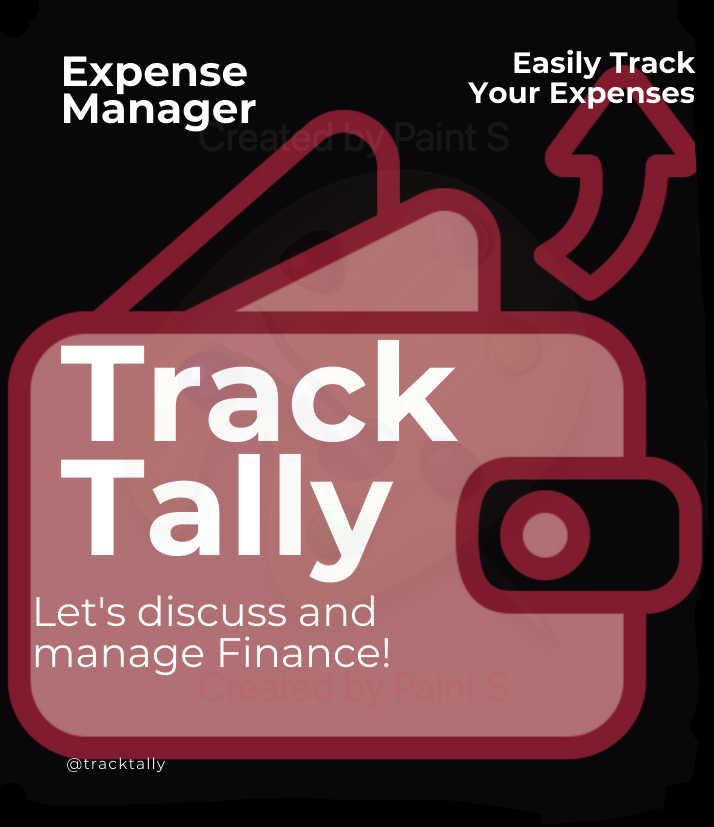 Expense
Manager
Easily Track
Your Expenses
Created by Paint S
Track
Tally
Let's discuss and
manage Finance!
Created by Paint S
@tracktally